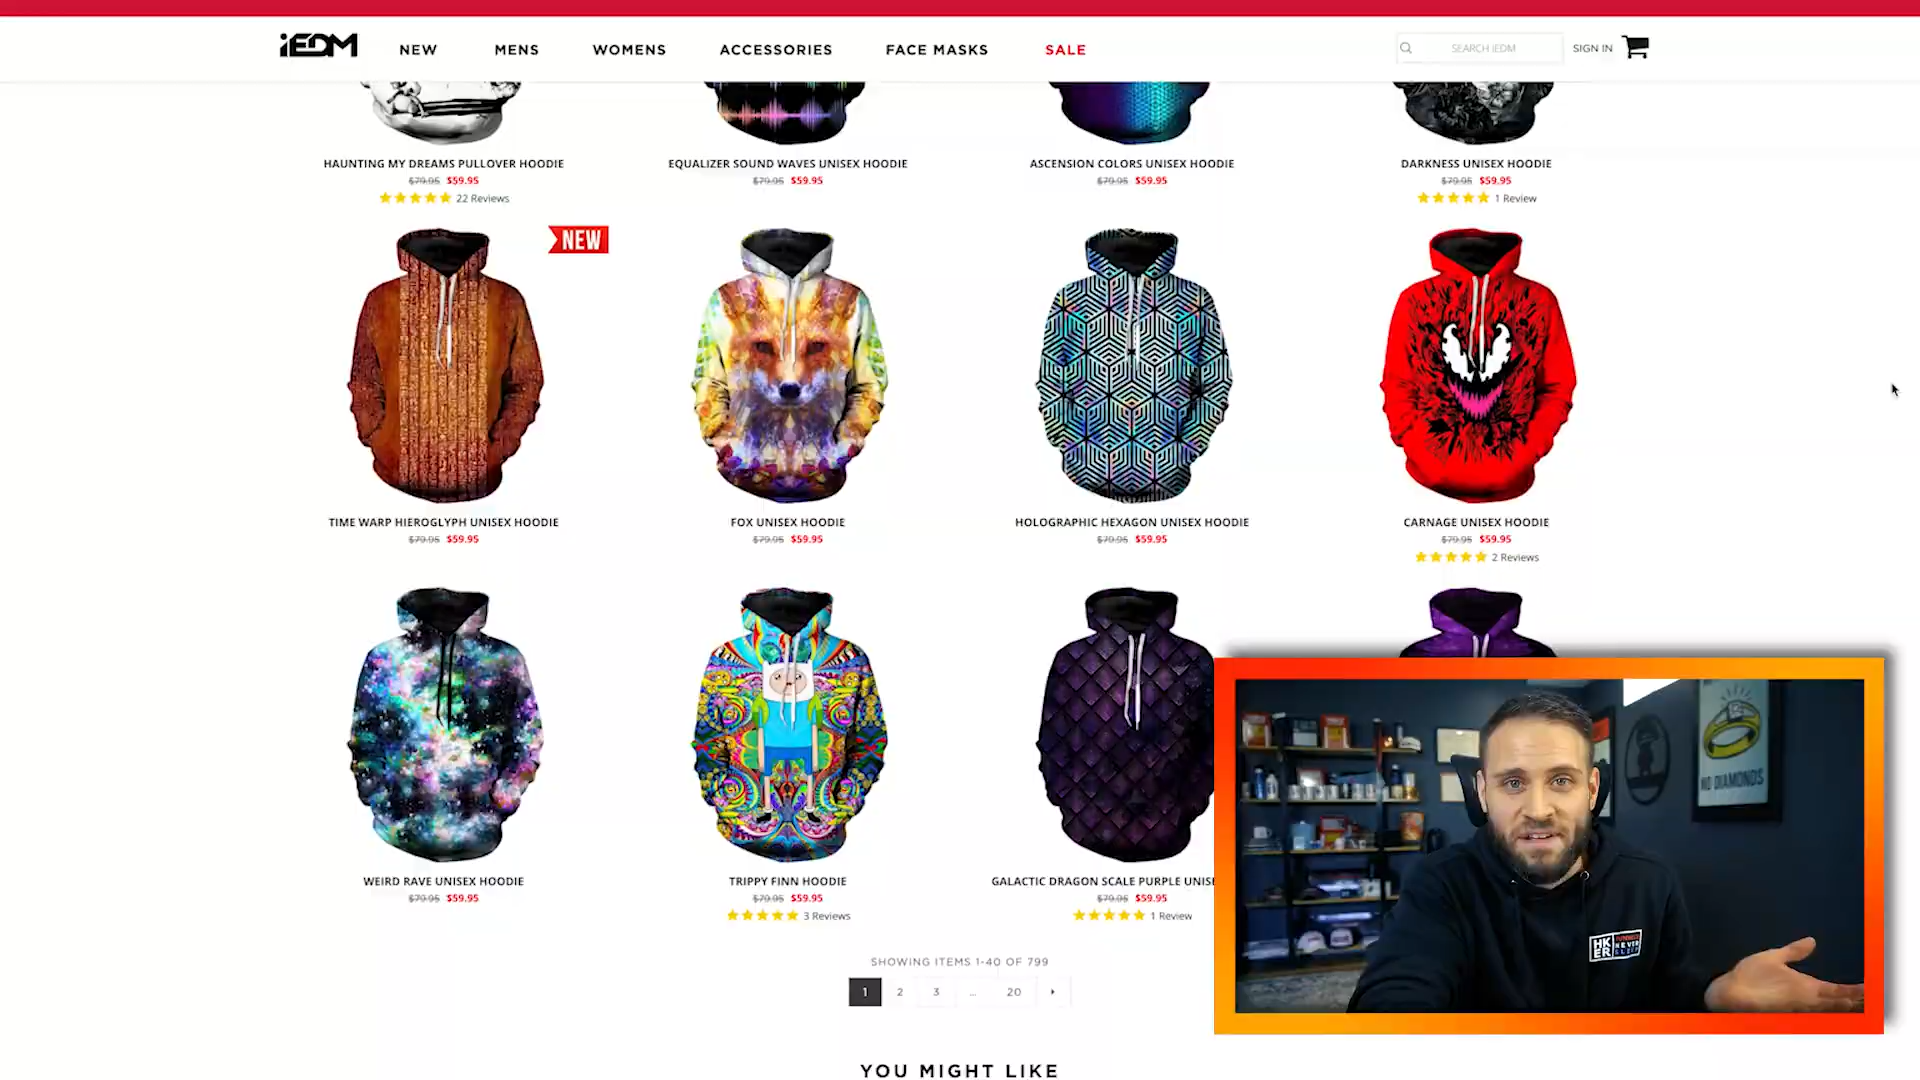 iEDM
NEW
MENS
WOMENS
ACCESSORIES
FACE MASKS
SALE
SEARCH iEDM
SIGN IN
HAUNTING MY DREAMS PULLOVER HOODIE
$79.95 $59.95
22 Reviews
EQUALIZER SOUND WAVES UNISEX HOODIE
$79.95 $59.95
ASCENSION COLORS UNISEX HOODIE
$79.95 $59.95
DARKNESS UNISEX HOODIE
$79.95 $59.95
1 Review
NEW
TIME WARP HIEROGLYPH UNISEX HOODIE
$79.95 $59.95
FOX UNISEX HOODIE
$79.95 $59.95
HOLOGRAPHIC HEXAGON UNISEX HOODIE
$79.95 $59.95
CARNAGE UNISEX HOODIE
$79.95 $59.95
2 Reviews
WEIRD RAVE UNISEX HOODIE
$79.95 $59.95
TRIPPY FINN HOODIE
$79.95 $59.95
3 Reviews
GALACTIC DRAGON SCALE PURPLE UNISE
$79.95 $59.95
1 Review
NO DIAMONDS
HK
ER
FUNNELS
NEVER
SLEEP
SHOWING ITEMS 1-40 OF 799
1 2 3 ... 20
YOU MIGHT LIKE